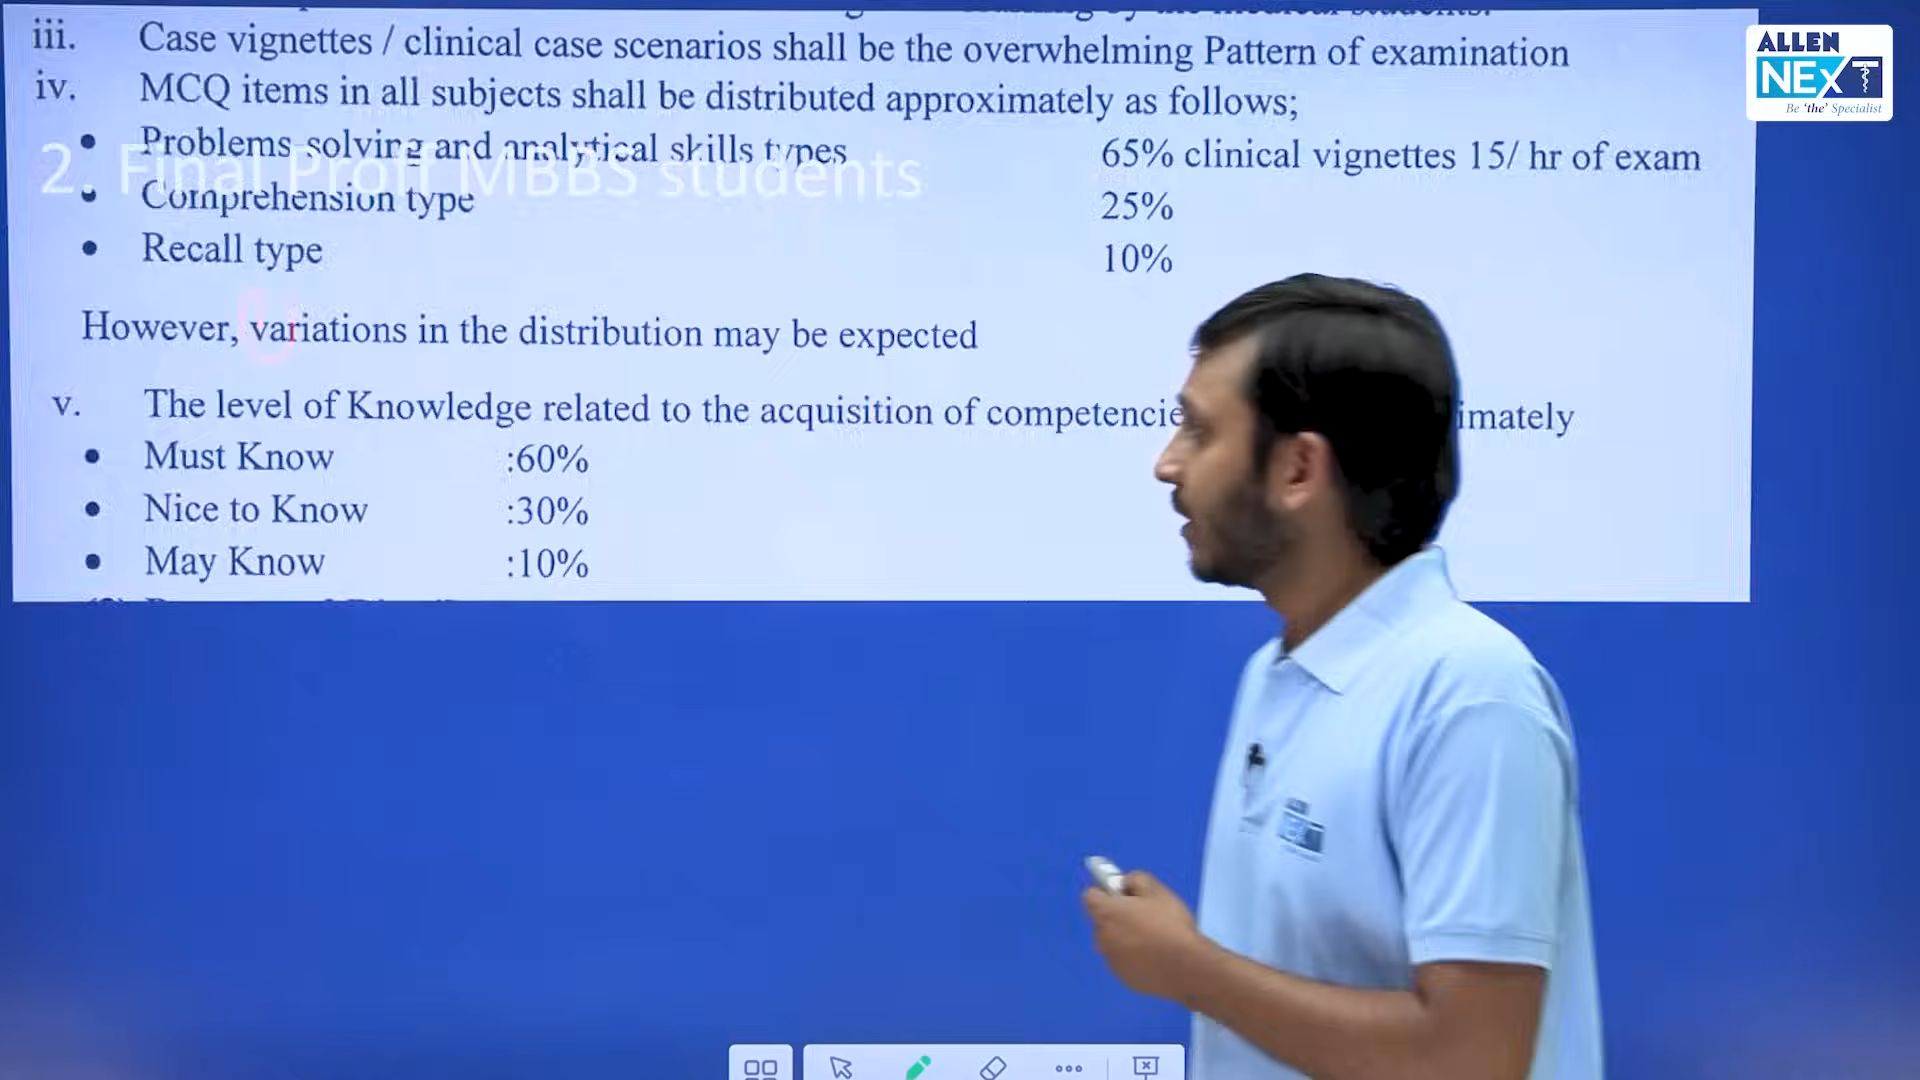 iii. Case vignettes / clinical case scenarios shall be the overwhelming Pattern of examination
iv. MCQ items in all subjects shall be distributed approximately as follows;
• Problems solving and analytical skills types 65% clinical vignettes 15/ hr of exam
2. Final Proff MBBS students
• Comprehension type 25%
• Recall type 10%
However, variations in the distribution may be expected
v. The level of Knowledge related to the acquisition of competencie imately
• Must Know :60%
• Nice to Know :30%
• May Know :10%
ALLEN
NEXT
Be 'the' Specialist